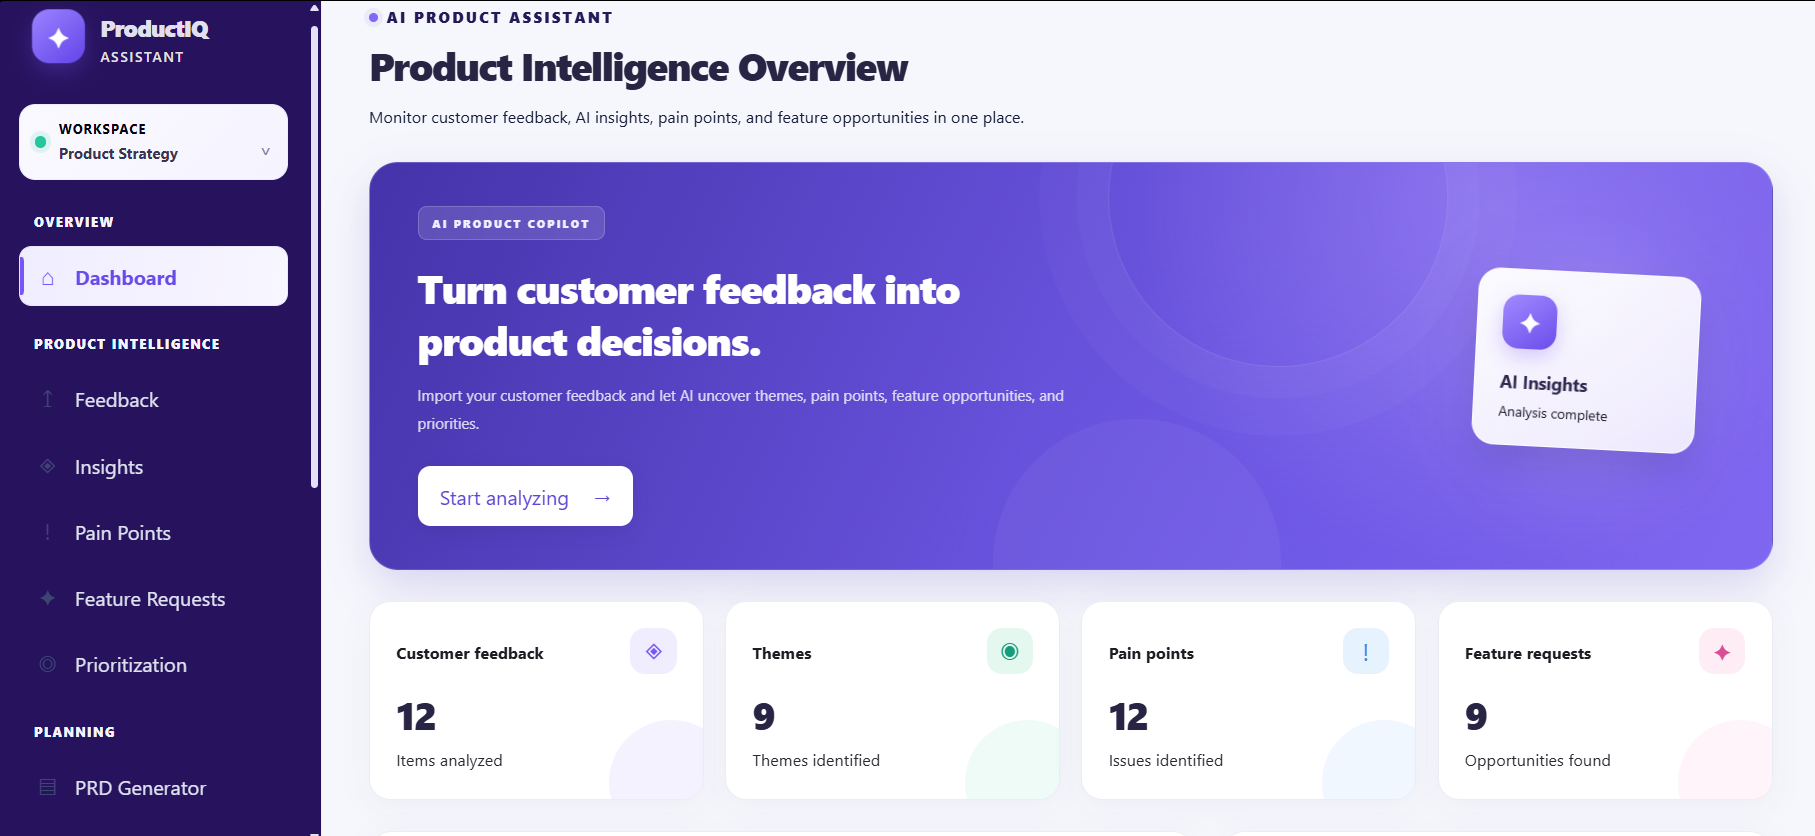 ProductIQ
ASSISTANT
WORKSPACE
Product Strategy
OVERVIEW
Dashboard
PRODUCT INTELLIGENCE
Feedback
Insights
Pain Points
Feature Requests
Prioritization
PLANNING
PRD Generator
AI PRODUCT ASSISTANT
Product Intelligence Overview
Monitor customer feedback, AI insights, pain points, and feature opportunities in one place.
AI PRODUCT COPILOT
Turn customer feedback into
product decisions.
Import your customer feedback and let AI uncover themes, pain points, feature opportunities, and
priorities.
Start analyzing →
AI Insights
Analysis complete
Customer feedback
12
Items analyzed
Themes
9
Themes identified
Pain points
!
12
Issues identified
Feature requests
9
Opportunities found